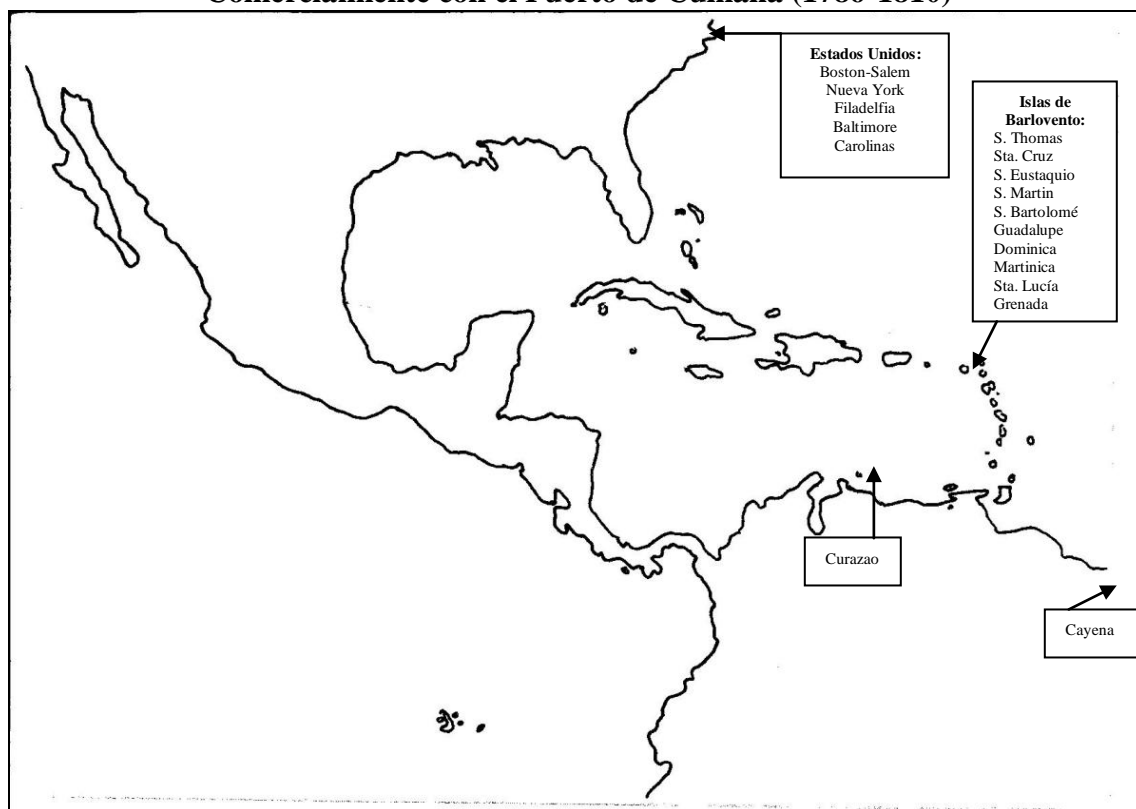 Comercialmente con el Puerto de Cumaná (1780-1810)
Estados Unidos:
Boston-Salem
Nueva York
Filadelfia
Baltimore
Carolinas
Islas de
Barlovento:
S. Thomas
Sta. Cruz
S. Eustaquio
S. Martin
S. Bartolomé
Guadalupe
Dominica
Martinica
Sta. Lucía
Grenada
Curazao
Cayena